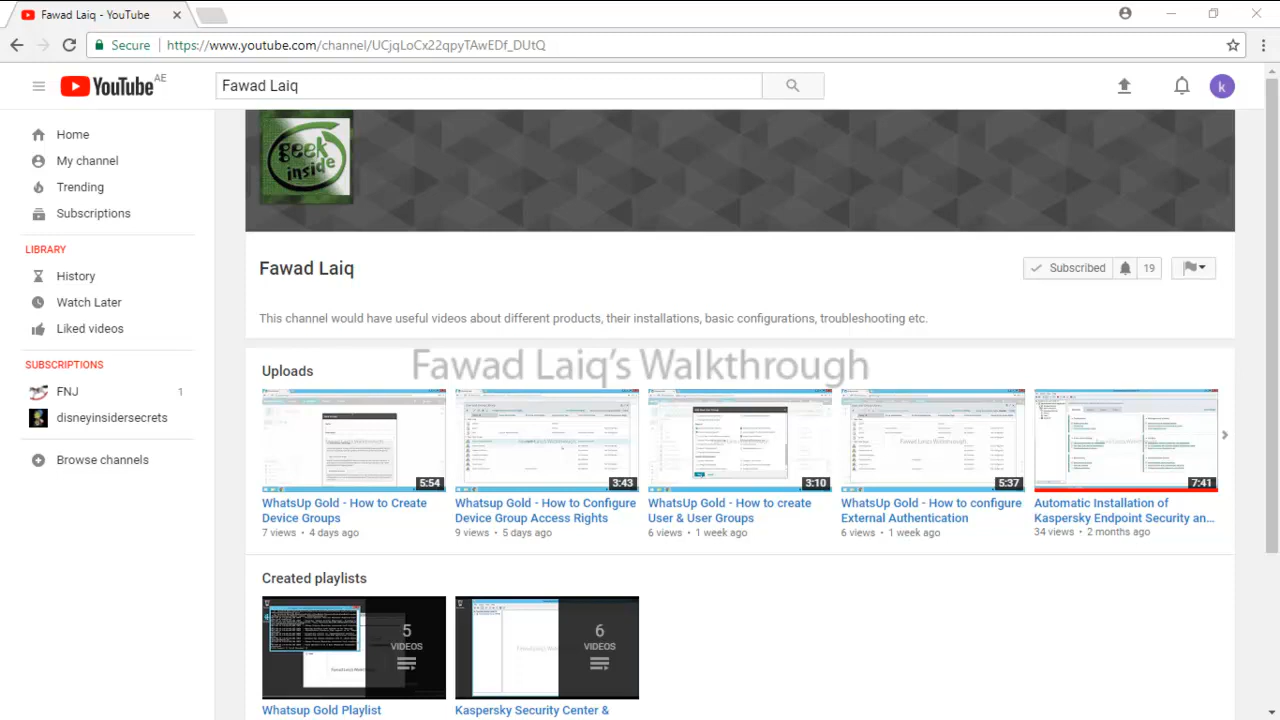 Fawad Laiq - YouTube
Secure
https://www.youtube.com/channel/UCjqLoCx22qpyTAwEDf_DUtQ
YouTube AE
Fawad Laiq
k
Home
My channel
Trending
Subscriptions
LIBRARY
History
Watch Later
Liked videos
SUBSCRIPTIONS
FNJ 1
disneyinsidersecrets
Browse channels
geek
inside
Fawad Laiq
Subscribed 19
This channel would have useful videos about different products, their installations, basic configurations, troubleshooting etc.
Fawad Laiq's Walkthrough
Uploads
5:54
WhatsUp Gold - How to Create
Device Groups
7 views • 4 days ago
3:43
Whatsup Gold - How to Configure
Device Group Access Rights
9 views • 5 days ago
3:10
WhatsUp Gold - How to create
User & User Groups
6 views • 1 week ago
5:37
WhatsUp Gold - How to configure
External Authentication
6 views • 1 week ago
7:41
Automatic Installation of
Kaspersky Endpoint Security an...
34 views • 2 months ago
Created playlists
5
VIDEOS
Whatsup Gold Playlist
6
VIDEOS
Kaspersky Security Center &